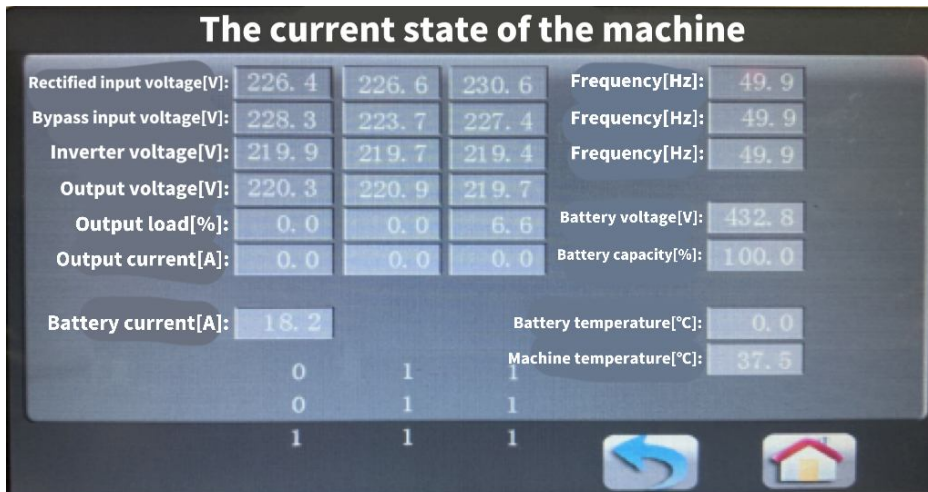 The current state of the machine
Rectified input voltage[V]: 226.4 226.6 230.6 Frequency[Hz]: 49.9
Bypass input voltage[V]: 228.3 223.7 227.4 Frequency[Hz]: 49.9
Inverter voltage[V]: 219.9 219.7 219.4 Frequency[Hz]: 49.9
Output voltage[V]: 220.3 220.9 219.7
Output load[%]: 0.0 0.0 6.6 Battery voltage[V]: 432.8
Output current[A]: 0.0 0.0 0.0 Battery capacity[%]: 100.0
Battery current[A]: 18.2 Battery temperature[°C]: 0.0
Machine temperature[°C]: 37.5
0 1 1
0 1 1
1 1 1